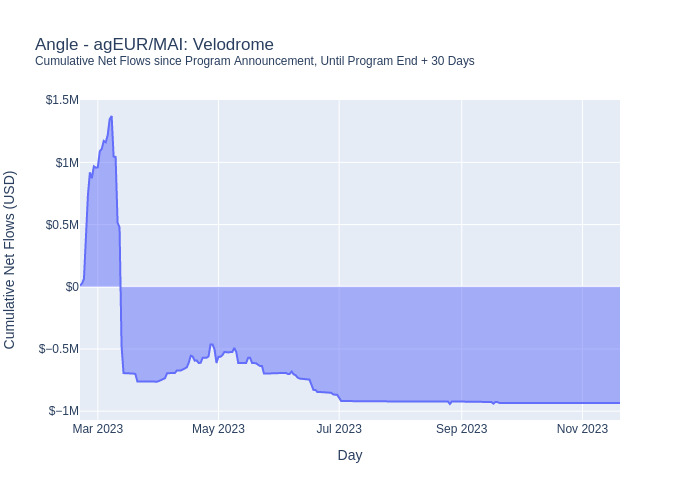 Angle - agEUR/MAI: Velodrome
Cumulative Net Flows since Program Announcement, Until Program End + 30 Days
Cumulative Net Flows (USD)
$1.5M
$1M
$0.5M
$0
$−0.5M
$−1M
Mar 2023 May 2023 Jul 2023 Sep 2023 Nov 2023
Day